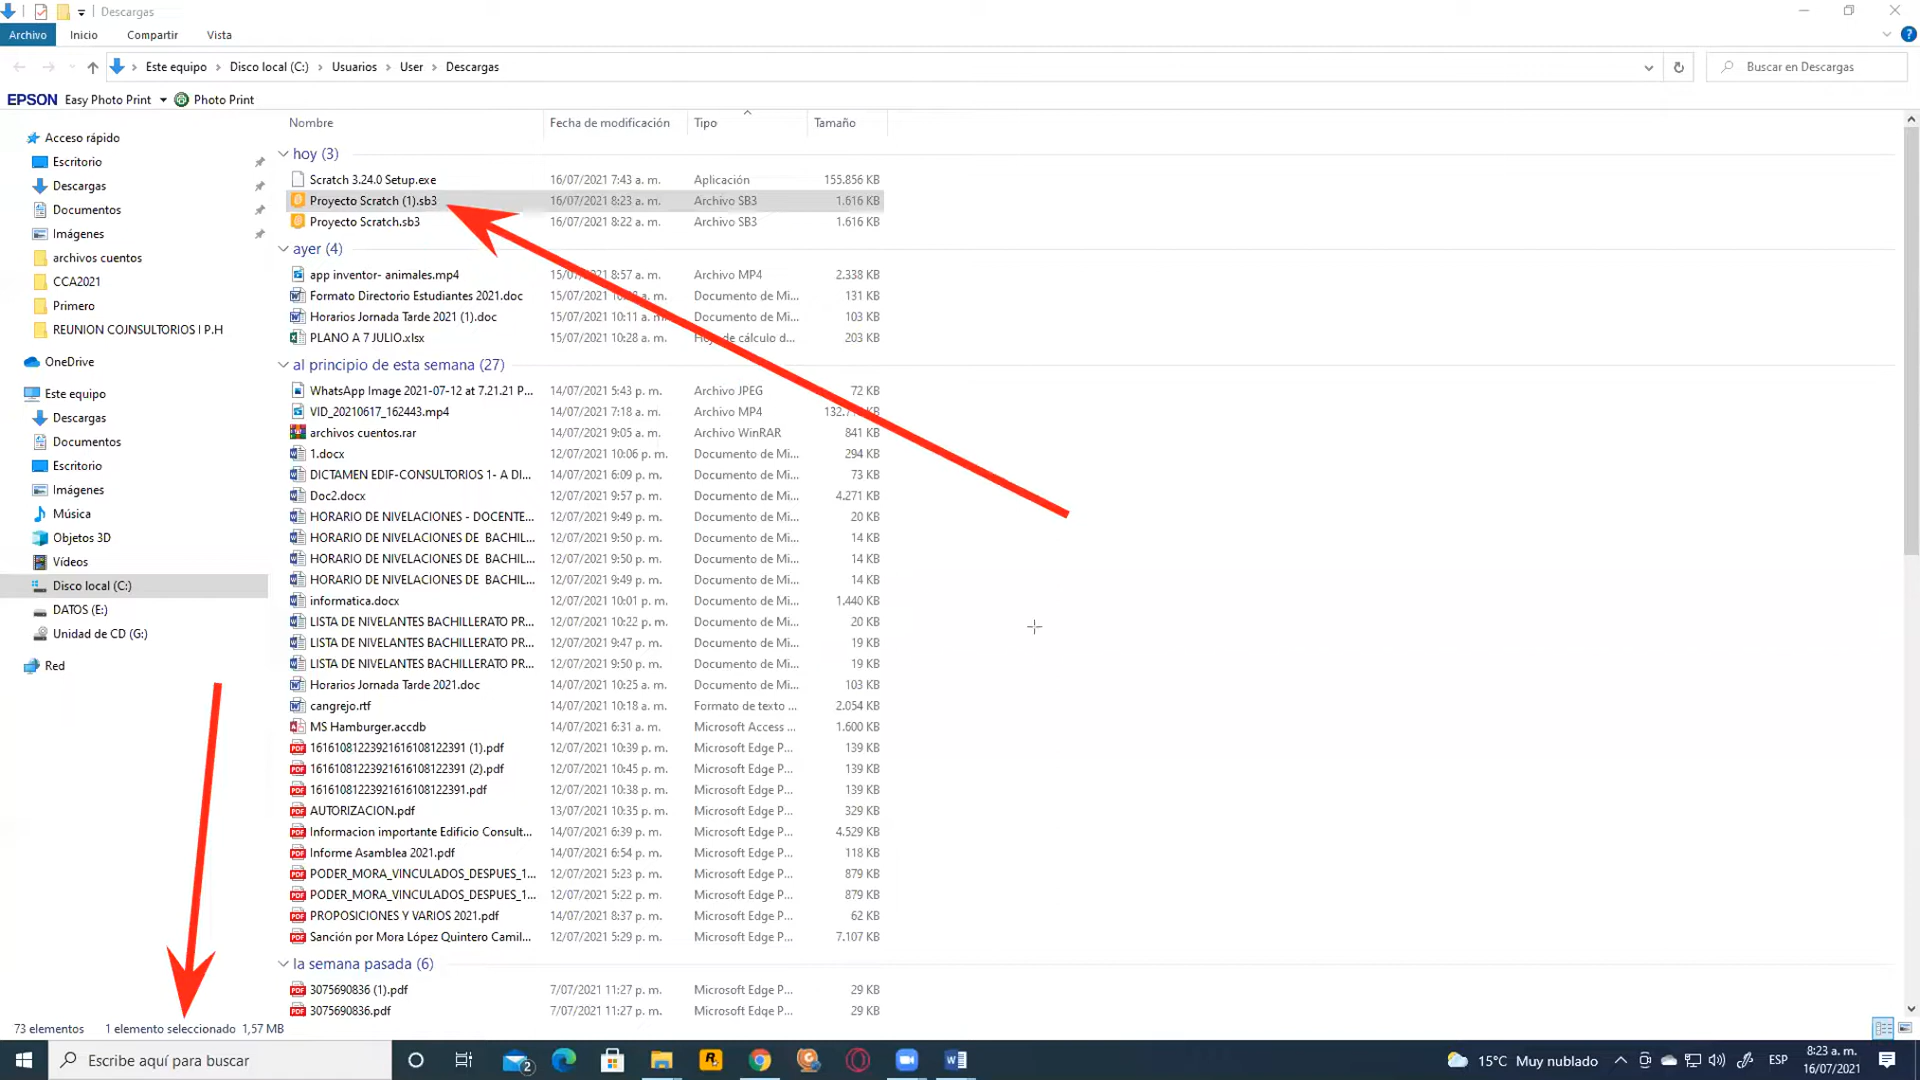 Descargas
Archivo Inicio Compartir Vista
Este equipo › Disco local (C:) › Usuarios › User › Descargas
Buscar en Descargas
EPSON Easy Photo Print Photo Print
Acceso rápido
Escritorio
Descargas
Documentos
Imágenes
archivos cuentos
CCA2021
Primero
REUNION COJNSULTORIOS I P.H
OneDrive
Este equipo
Descargas
Documentos
Escritorio
Imágenes
Música
Objetos 3D
Vídeos
Disco local (C:)
DATOS (E:)
Unidad de CD (G:)
Red
Nombre Fecha de modificación Tipo Tamaño
hoy (3)
Scratch 3.24.0 Setup.exe 16/07/2021 7:43 a. m. Aplicación 155.856 KB
Proyecto Scratch (1).sb3 16/07/2021 8:23 a. m. Archivo SB3 1.616 KB
Proyecto Scratch.sb3 16/07/2021 8:22 a. m. Archivo SB3 1.616 KB
ayer (4)
app inventor- animales.mp4 8:57 a. m. Archivo MP4 2.338 KB
Formato Directorio Estudiantes 2021.doc 15/07/2021 a. m. Documento de Mi... 131 KB
Horarios Jornada Tarde 2021 (1).doc 15/07/2021 10:11 a. m. Documento de Mi... 103 KB
PLANO A 7 JULIO.xlsx 15/07/2021 10:28 a. m. de cálculo d... 203 KB
al principio de esta semana (27)
WhatsApp Image 2021-07-12 at 7.21.21 P... 14/07/2021 5:43 p. m. Archivo JPEG 72 KB
VID_20210617_162443.mp4 14/07/2021 7:18 a. m. Archivo MP4 KB
archivos cuentos.rar 14/07/2021 9:05 a. m. Archivo WinRAR 841 KB
1.docx 12/07/2021 10:06 p. m. Documento de Mi... 294 KB
DICTAMEN EDIF-CONSULTORIOS 1- A DI... 14/07/2021 6:09 p. m. Documento de Mi... 73 KB
Doc2.docx 12/07/2021 9:57 p. m. Documento de Mi... 4.271 KB
HORARIO DE NIVELACIONES - DOCENTE... 12/07/2021 9:49 p. m. Documento de Mi... 20 KB
HORARIO DE NIVELACIONES DE BACHIL... 12/07/2021 9:50 p. m. Documento de Mi... 14 KB
HORARIO DE NIVELACIONES DE BACHIL... 12/07/2021 9:50 p. m. Documento de Mi... 14 KB
HORARIO DE NIVELACIONES DE BACHIL... 12/07/2021 9:49 p. m. Documento de Mi... 14 KB
informatica.docx 12/07/2021 10:01 p. m. Documento de Mi... 1.440 KB
LISTA DE NIVELANTES BACHILLERATO PR... 12/07/2021 10:22 p. m. Documento de Mi... 20 KB
LISTA DE NIVELANTES BACHILLERATO PR... 12/07/2021 9:47 p. m. Documento de Mi... 19 KB
LISTA DE NIVELANTES BACHILLERATO PR... 12/07/2021 9:50 p. m. Documento de Mi... 19 KB
Horarios Jornada Tarde 2021.doc 14/07/2021 10:25 a. m. Documento de Mi... 103 KB
cangrejo.rtf 14/07/2021 10:18 a. m. Formato de texto ... 2.054 KB
MS Hamburger.accdb 14/07/2021 6:31 a. m. Microsoft Access ... 1.600 KB
16161081223921616108122391 (1).pdf 12/07/2021 10:39 p. m. Microsoft Edge P... 139 KB
16161081223921616108122391 (2).pdf 12/07/2021 10:45 p. m. Microsoft Edge P... 139 KB
16161081223921616108122391.pdf 12/07/2021 10:38 p. m. Microsoft Edge P... 139 KB
AUTORIZACION.pdf 13/07/2021 10:35 p. m. Microsoft Edge P... 329 KB
Informacion importante Edificio Consult... 14/07/2021 6:39 p. m. Microsoft Edge P... 4.529 KB
Informe Asamblea 2021.pdf 14/07/2021 6:54 p. m. Microsoft Edge P... 118 KB
PODER_MORA_VINCULADOS_DESPUES_1... 12/07/2021 5:23 p. m. Microsoft Edge P... 879 KB
PODER_MORA_VINCULADOS_DESPUES_1... 12/07/2021 5:22 p. m. Microsoft Edge P... 879 KB
PROPOSICIONES Y VARIOS 2021.pdf 14/07/2021 8:37 p. m. Microsoft Edge P... 62 KB
Sanción por Mora López Quintero Camil... 12/07/2021 5:29 p. m. Microsoft Edge P... 7.107 KB
la semana pasada (6)
3075690836 (1).pdf 7/07/2021 11:27 p. m. Microsoft Edge P... 29 KB
3075690836.pdf 7/07/2021 11:27 p. m. Microsoft Edge P... 29 KB
73 elementos 1 elemento seleccionado 1,57 MB
Escribe aquí para buscar
2
15°C Muy nublado
ESP
8:23 a. m.
16/07/2021